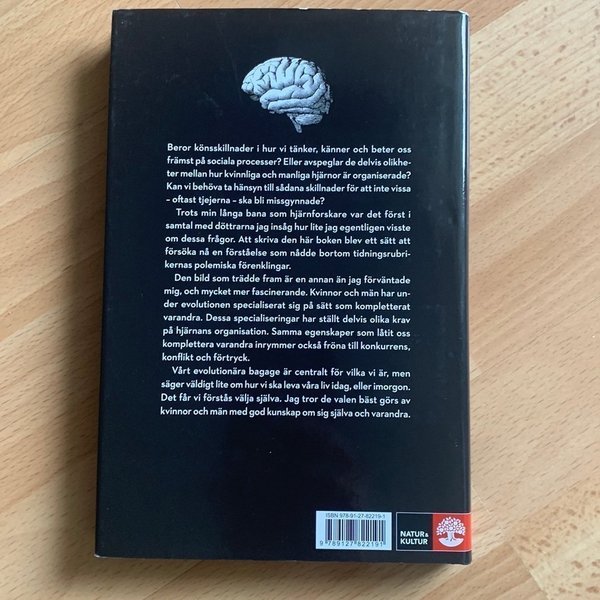 Beror könsskillnader i hur vi tänker, känner och beter oss
främst på sociala processer? Eller avspeglar de delvis olikhe-
ter mellan hur kvinnliga och manliga hjärnor är organiserade?
Kan vi behöva ta hänsyn till sådana skillnader för att inte vissa
– oftast tjejerna – ska bli missgynnade?
Trots min långa bana som hjärnforskare var det först i
samtal med döttrarna jag insåg hur lite jag egentligen visste
om dessa frågor. Att skriva den här boken blev ett sätt att
försöka nå en förståelse som nådde bortom tidningsrubri-
kernas polemiska förenklingar.
Den bild som trädde fram är en annan än jag förväntade
mig, och mycket mer fascinerande. Kvinnor och män har un-
der evolutionen specialiserat sig på sätt som kompletterat
varandra. Dessa specialiseringar har ställt delvis olika krav
på hjärnans organisation. Samma egenskaper som låtit oss
komplettera varandra inrymmer också fröna till konkurrens,
konflikt och förtryck.
Vårt evolutionära bagage är centralt för vilka vi är, men
säger väldigt lite om hur vi ska leva våra liv idag, eller imorgon.
Det får vi förstås välja själva. Jag tror de valen bäst görs av
kvinnor och män med god kunskap om sig själva och varandra.
ISBN 978-91-27-82219-1
9 789127 822191
NATUR &
KULTUR